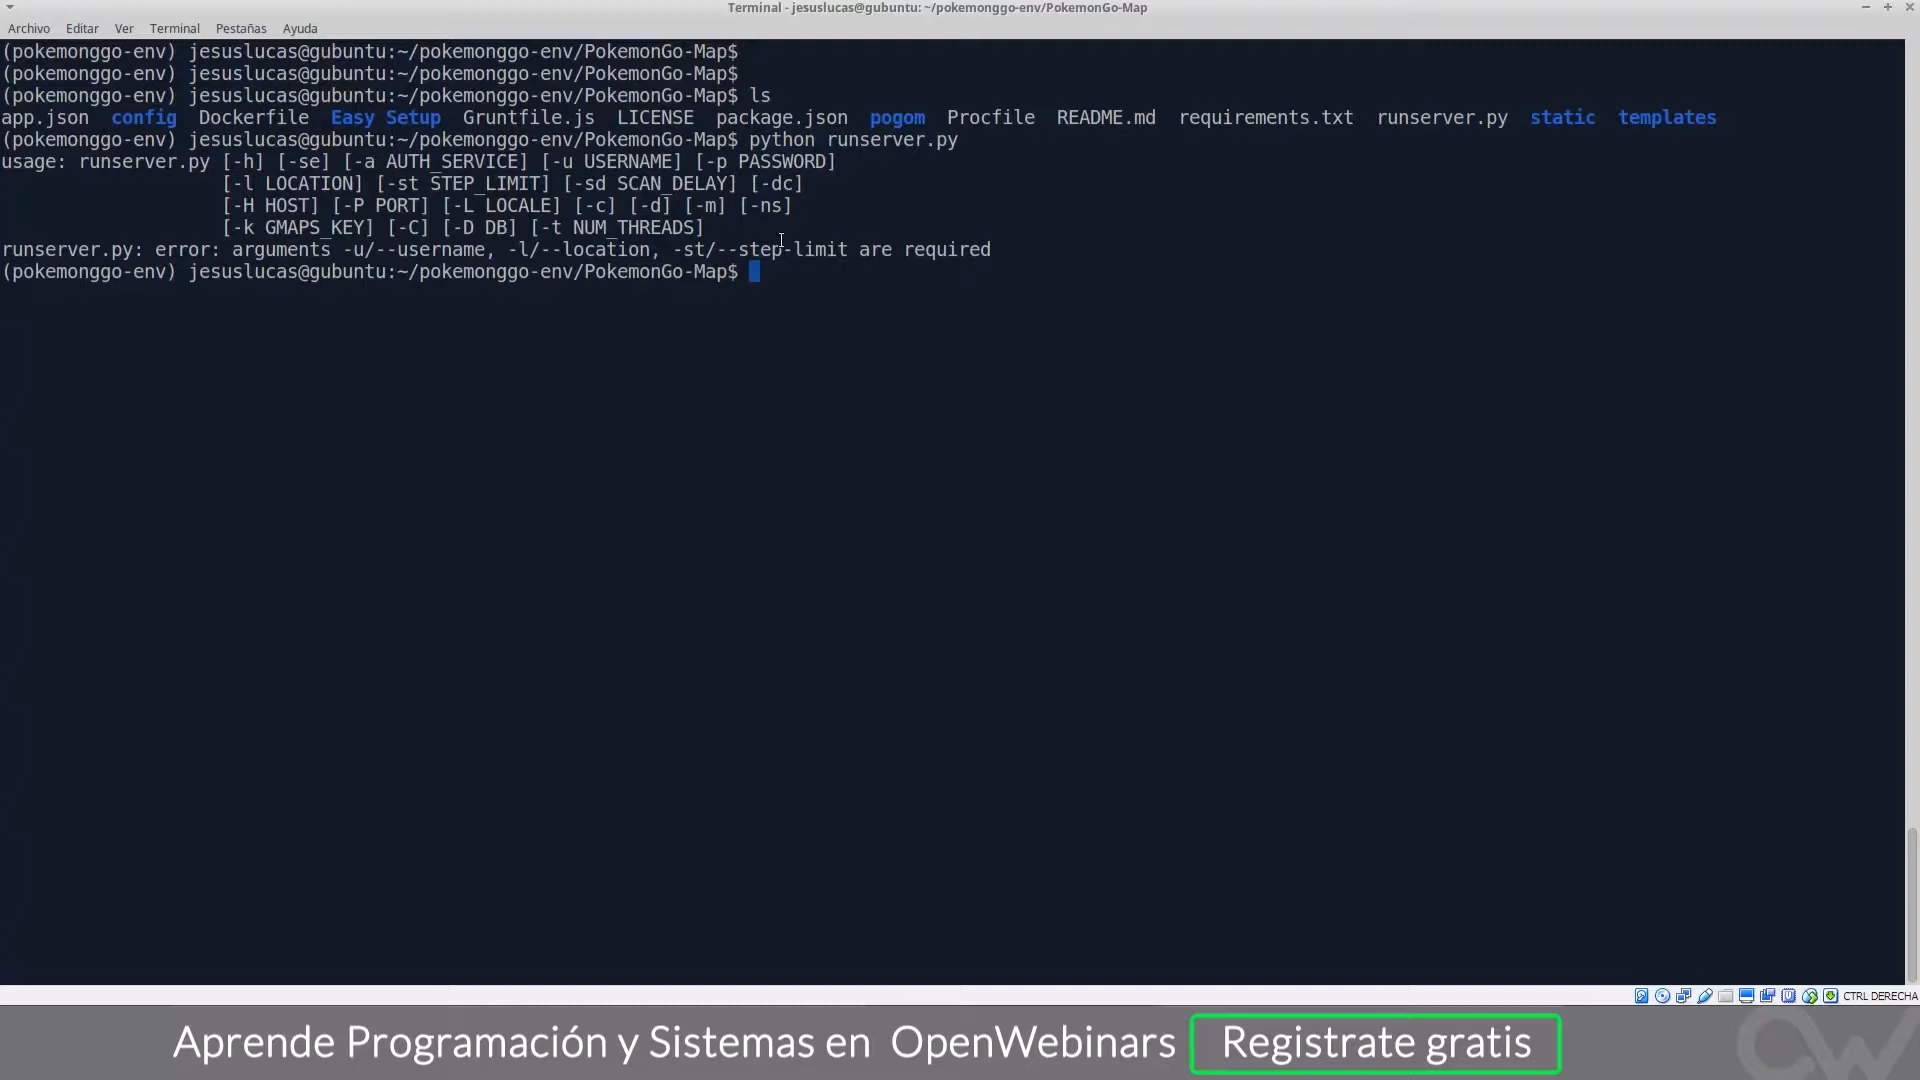 Terminal - jesuslucas@gubuntu: ~/pokemonggo-env/PokemonGo-Map
Archivo Editar Ver Terminal Pestañas Ayuda
(pokemonggo-env) jesuslucas@gubuntu:~/pokemonggo-env/PokemonGo-Map$
(pokemonggo-env) jesuslucas@gubuntu:~/pokemonggo-env/PokemonGo-Map$
(pokemonggo-env) jesuslucas@gubuntu:~/pokemonggo-env/PokemonGo-Map$ ls
app.json config Dockerfile Easy Setup Gruntfile.js LICENSE package.json pogom Procfile README.md requirements.txt runserver.py static templates
(pokemonggo-env) jesuslucas@gubuntu:~/pokemonggo-env/PokemonGo-Map$ python runserver.py
usage: runserver.py [-h] [-se] [-a AUTH_SERVICE] [-u USERNAME] [-p PASSWORD]
[-l LOCATION] [-st STEP_LIMIT] [-sd SCAN_DELAY] [-dc]
[-H HOST] [-P PORT] [-L LOCALE] [-c] [-d] [-m] [-ns]
[-k GMAPS_KEY] [-C] [-D DB] [-t NUM_THREADS]
runserver.py: error: arguments -u/--username, -l/--location, -st/--step-limit are required
(pokemonggo-env) jesuslucas@gubuntu:~/pokemonggo-env/PokemonGo-Map$
CTRL DERECHA
Aprende Programación y Sistemas en OpenWebinars Registrate gratis